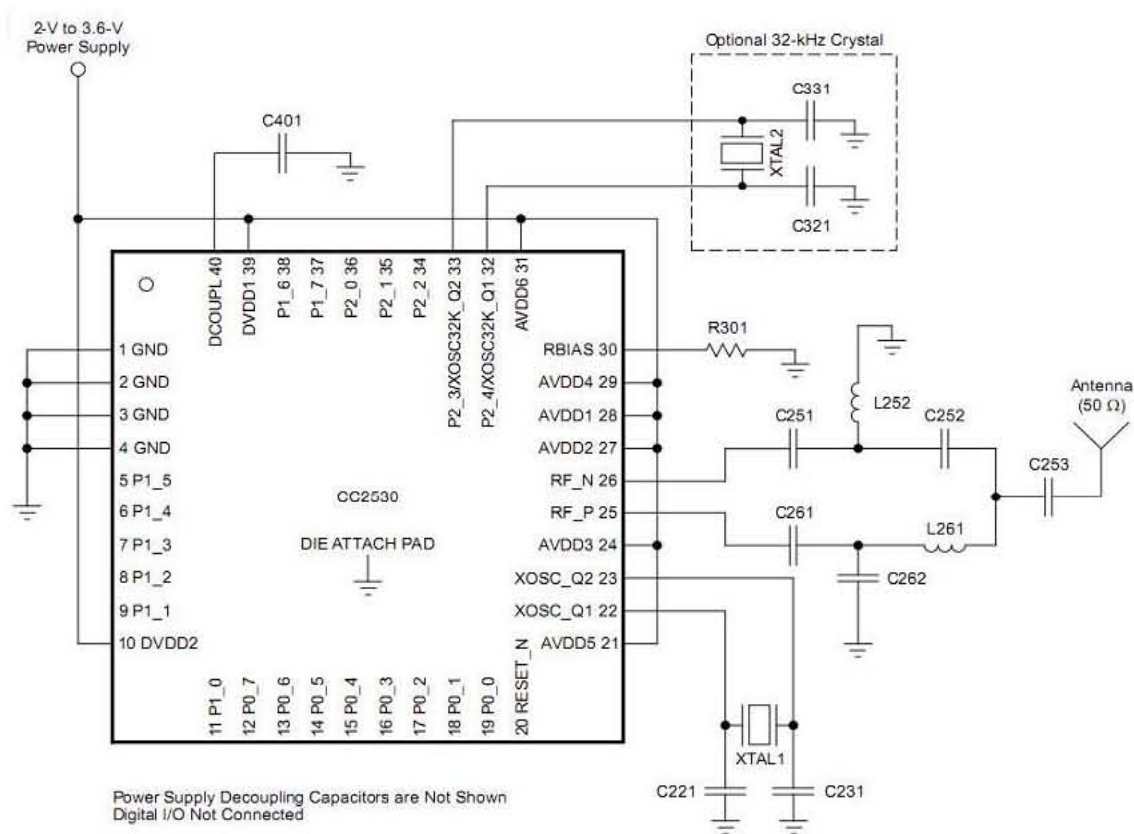 2-V to 3.6-V
Power Supply
Optional 32-kHz Crystal
C331
XTAL2
C321
C401
DCOUPL 40
DVDD1 39
P1_6 38
P1_7 37
P2_0 36
P2_1 35
P2_2 34
P2_3/XOSC32K_Q2 33
P2_4/XOSC32K_Q1 32
AVDD6 31
1 GND
2 GND
3 GND
4 GND
5 P1_5
6 P1_4
7 P1_3
8 P1_2
9 P1_1
10 DVDD2
CC2530
DIE ATTACH PAD
RBIAS 30
AVDD4 29
AVDD1 28
AVDD2 27
RF_N 26
RF_P 25
AVDD3 24
XOSC_Q2 23
XOSC_Q1 22
AVDD5 21
11 P1_0
12 P0_7
13 P0_6
14 P0_5
15 P0_4
16 P0_3
17 P0_2
18 P0_1
19 P0_0
20 RESET_N
R301
L252
C251
C252
Antenna
(50 Ω)
C253
C261
L261
C262
XTAL1
C221
C231
Power Supply Decoupling Capacitors are Not Shown
Digital I/O Not Connected